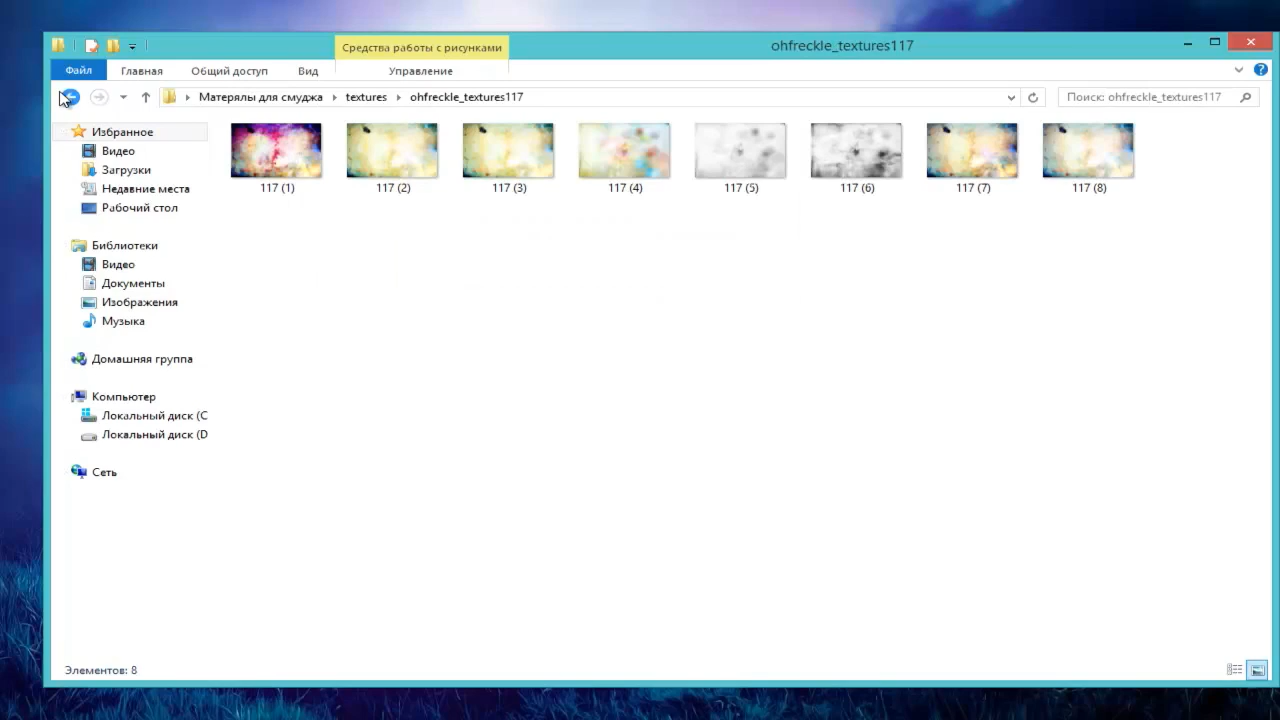 Средства работы с рисунками
ohfreckle_textures117
Файл
Главная
Общий доступ
Вид
Управление
Матерялы для смуджа
textures
ohfreckle_textures117
Поиск: ohfreckle_textures117
Избранное
Видео
Загрузки
Недавние места
Рабочий стол
Библиотеки
Видео
Документы
Изображения
Музыка
Домашняя группа
Компьютер
Локальный диск (C
Локальный диск (D
Сеть
117 (1)
117 (2)
117 (3)
117 (4)
117 (5)
117 (6)
117 (7)
117 (8)
Элементов: 8